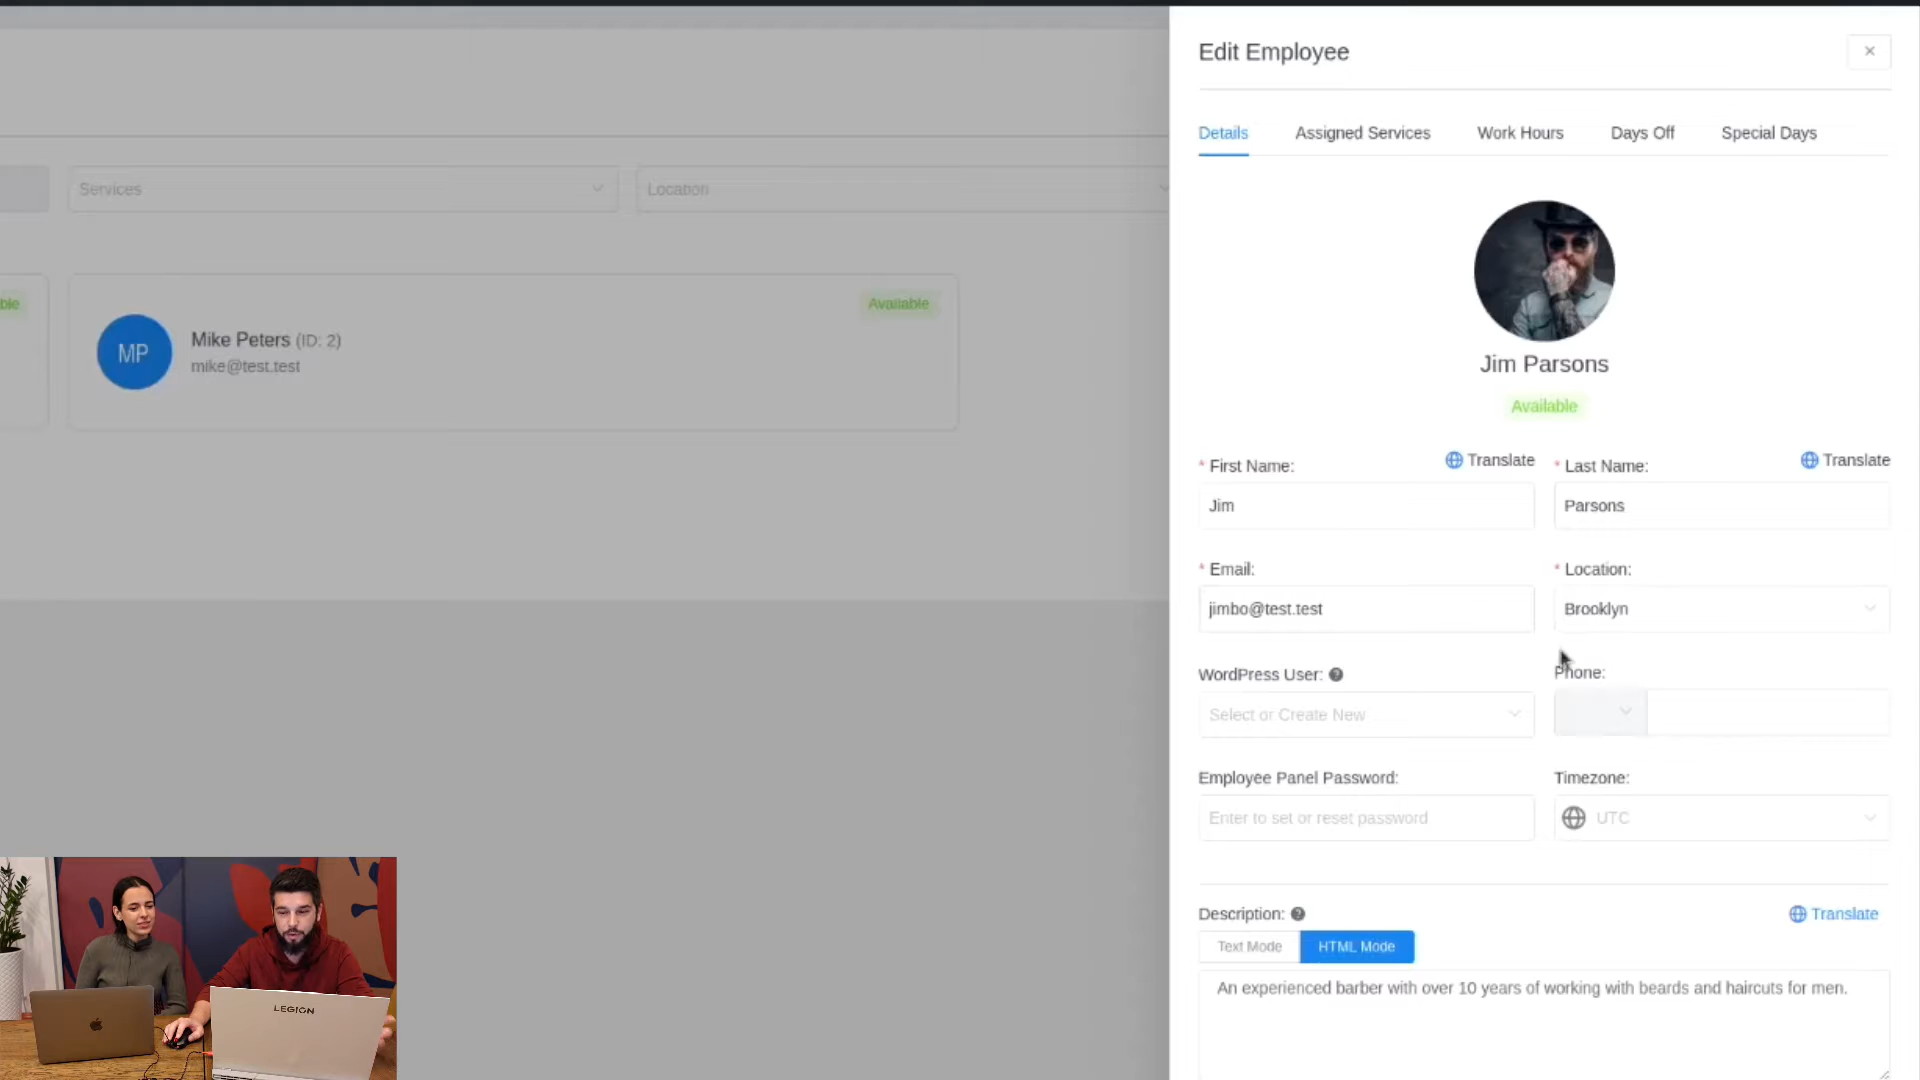 Edit Employee
Details
Assigned Services
Work Hours
Days Off
Special Days
Services
Location
ble
Available
MP
Mike Peters (ID: 2)
mike@test.test
Jim Parsons
Available
* First Name:
Translate
* Last Name:
Translate
Jim
Parsons
* Email:
* Location:
jimbo@test.test
Brooklyn
WordPress User:
Phone:
Select or Create New
Employee Panel Password:
Timezone:
Enter to set or reset password
UTC
Description:
Translate
Text Mode
HTML Mode
An experienced barber with over 10 years of working with beards and haircuts for men.
LEGION